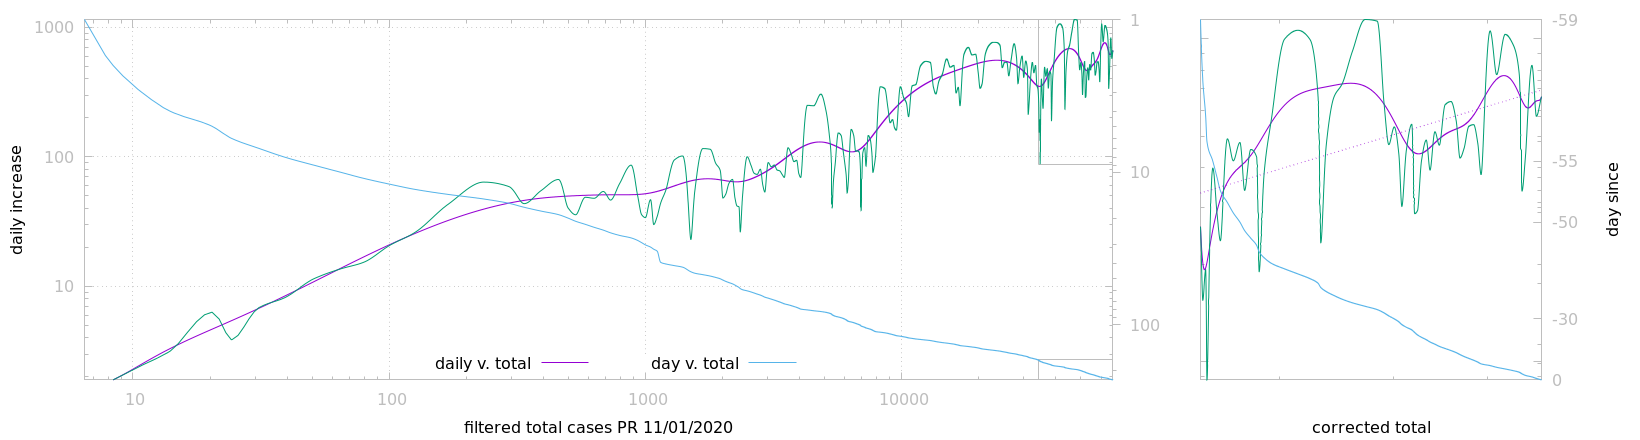 1000
100
10
daily increase
10
100
1000
10000
filtered total cases PR 11/01/2020
daily v. total
day v. total
1
10
100
day since
-59
-55
-50
-30
0
corrected total